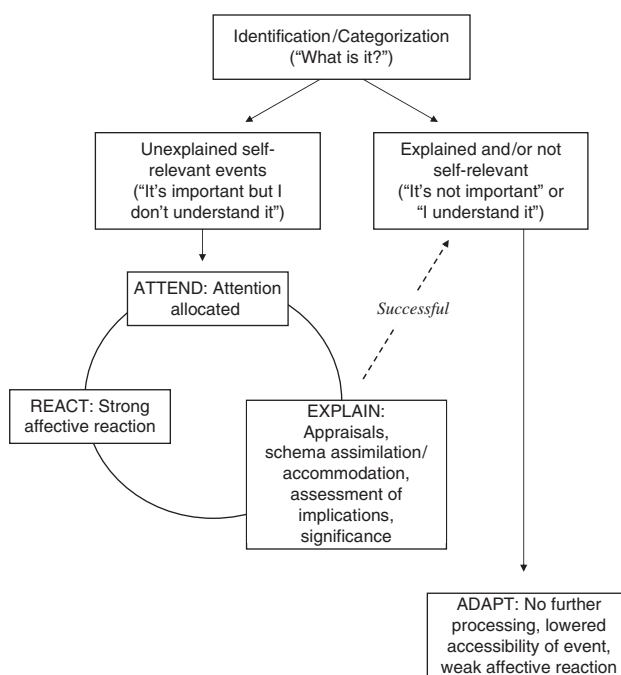 Identification/Categorization
(“What is it?”)
Unexplained self-
relevant events
(“It's important but I
don't understand it”)
Explained and/or not
self-relevant
(“It's not important” or
“I understand it”)
ATTEND: Attention
allocated
Successful
REACT: Strong
affective reaction
EXPLAIN:
Appraisals,
schema assimilation/
accommodation,
assessment of
implications,
significance
ADAPT: No further
processing, lowered
accessibility of event,
weak affective reaction